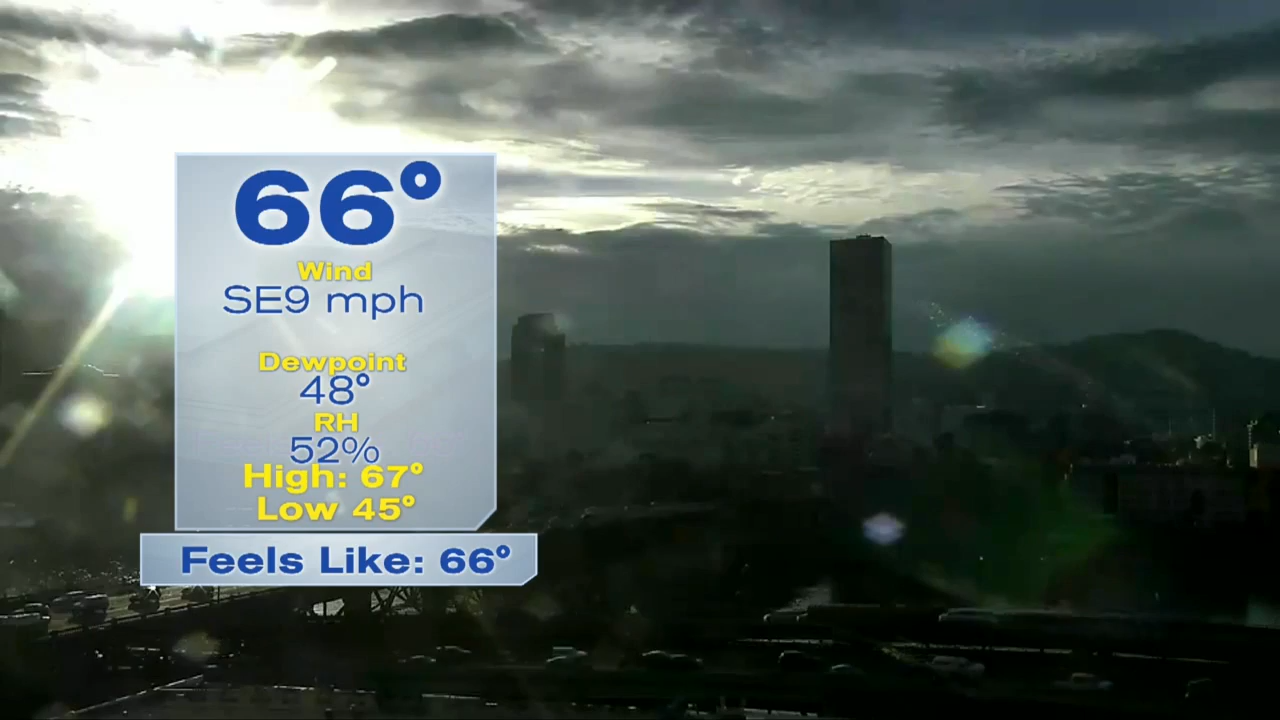 66°
Wind
SE9 mph
Dewpoint
48°
RH
52%
High: 67°
Low 45°
Feels Like: 66°